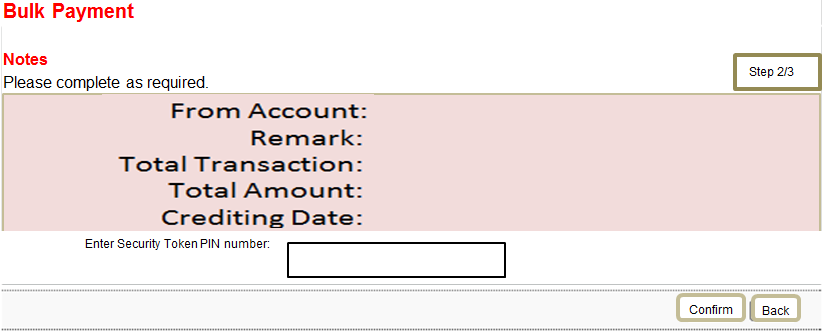 Bulk Payment
Notes
Please complete as required.
Step 2/3
From Account:
Remark:
Total Transaction:
Total Amount:
Crediting Date:
Enter Security Token PIN number:
Confirm
Back